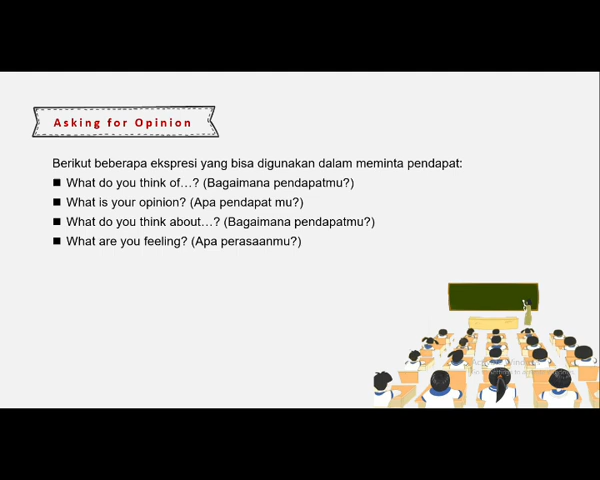 Asking for Opinion
Berikut beberapa ekspresi yang bisa digunakan dalam meminta pendapat:
■ What do you think of…? (Bagaimana pendapatmu?)
■ What is your opinion? (Apa pendapat mu?)
■ What do you think about…? (Bagaimana pendapatmu?)
■ What are you feeling? (Apa perasaanmu?)